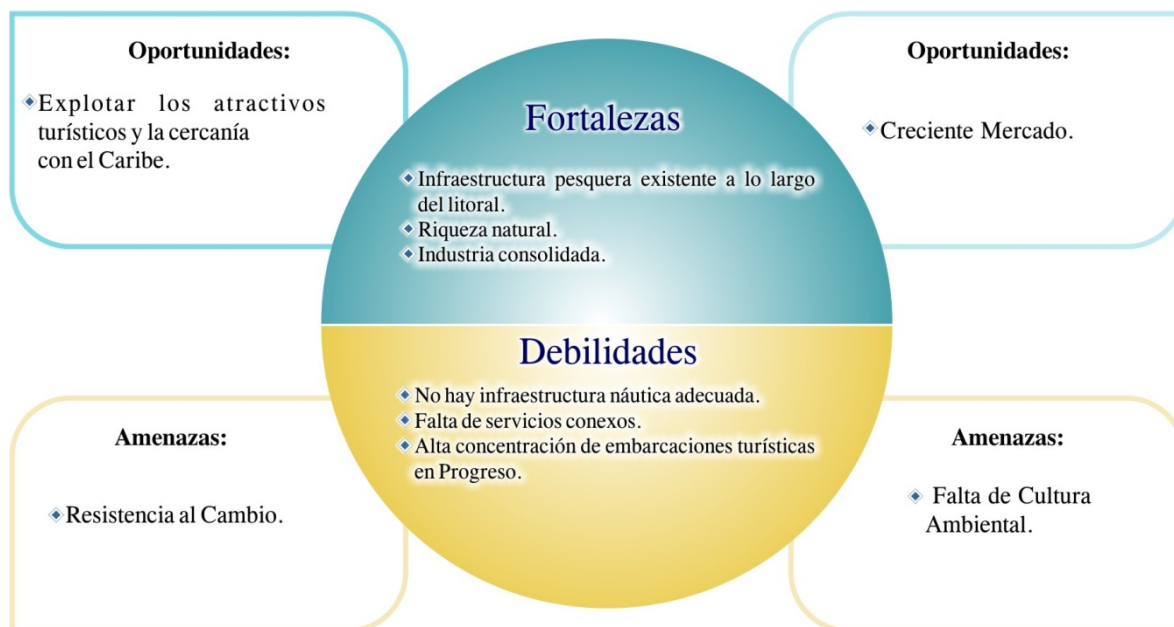 Oportunidades:
Explotar los atractivos
turísticos y la cercanía
con el Caribe.
Fortalezas
Infraestructura pesquera existente a lo largo
del litoral.
Riqueza natural.
Industria consolidada.
Oportunidades:
Creciente Mercado.
Amenazas:
Resistencia al Cambio.
Debilidades
No hay infraestructura náutica adecuada.
Falta de servicios conexos.
Alta concentración de embarcaciones turísticas
en Progreso.
Amenazas:
Falta de Cultura
Ambiental.